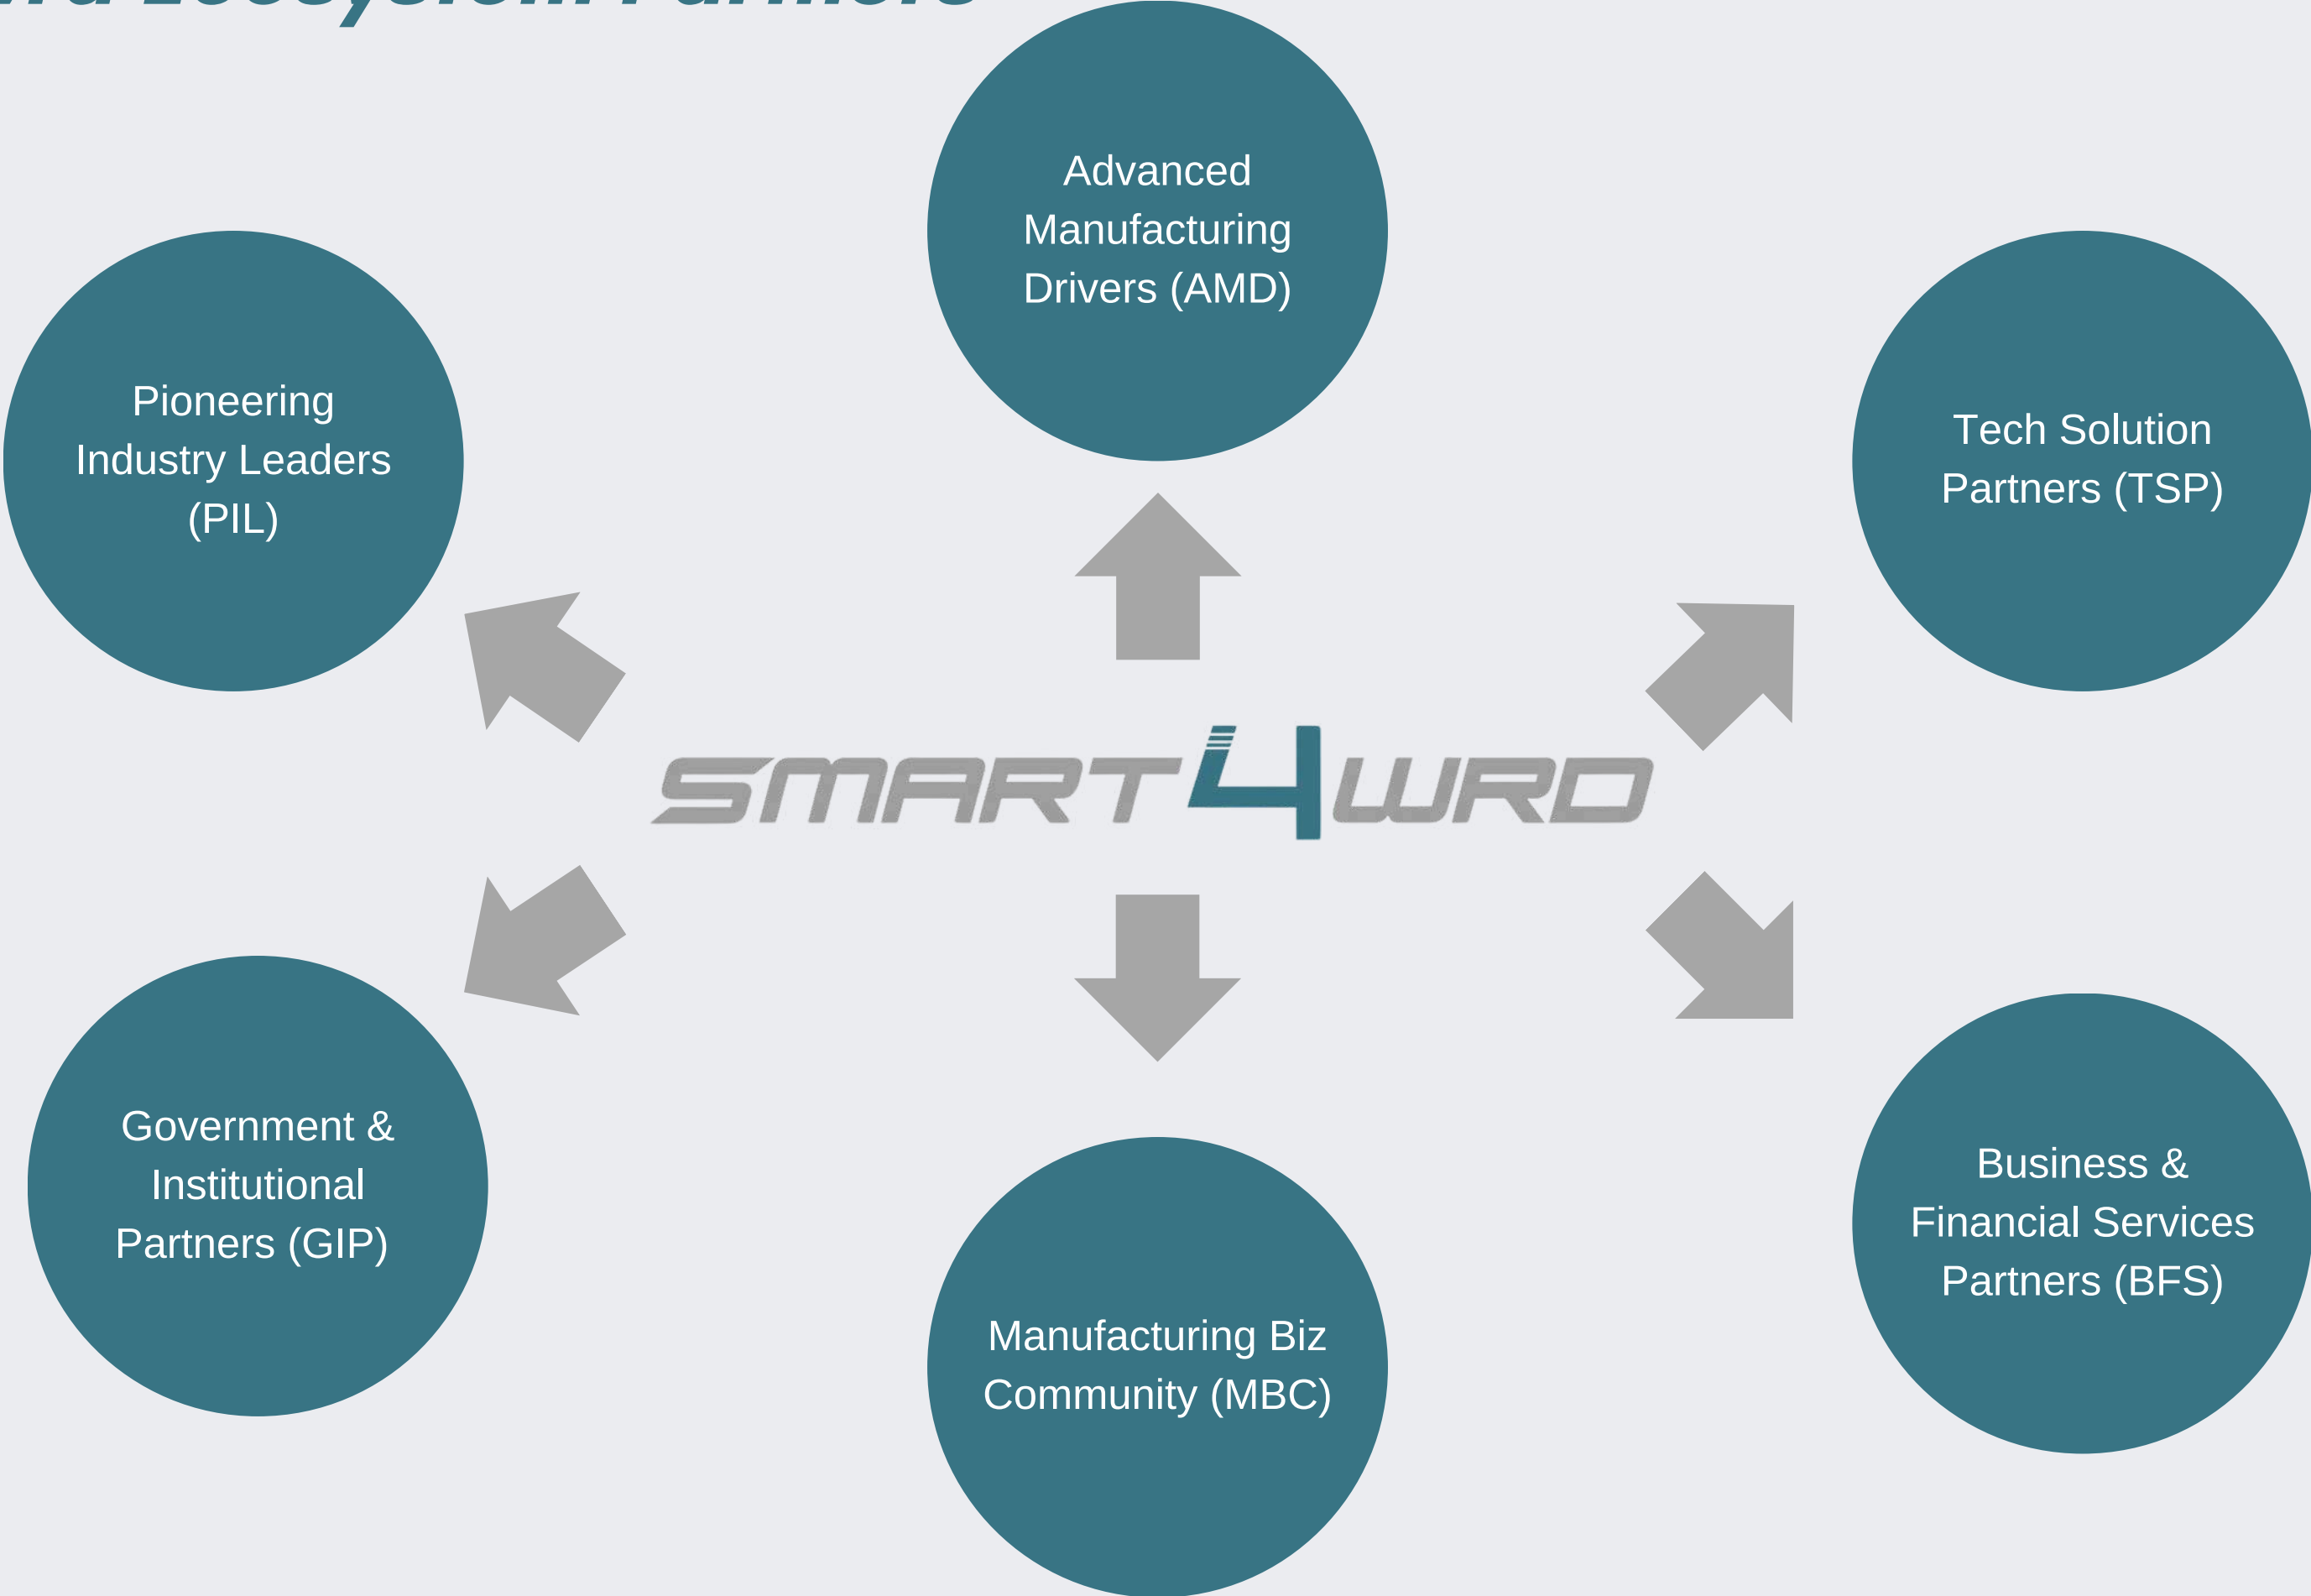 Advanced
Manufacturing
Drivers (AMD)
Pioneering
Industry Leaders
(PIL)
Tech Solution
Partners (TSP)
SMART4WRD
Government &
Institutional
Partners (GIP)
Manufacturing Biz
Community (MBC)
Business &
Financial Services
Partners (BFS)